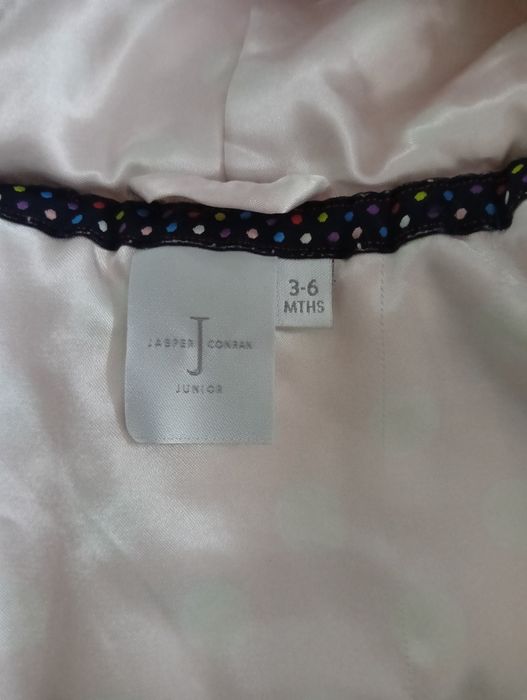 JASPER J CONRAN
JUNIOR
3-6
MTHS